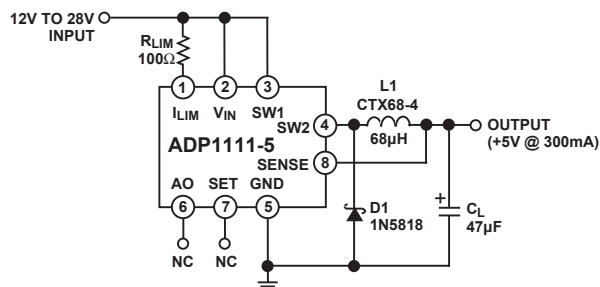 12V TO 28V
INPUT
RLIM
100Ω
1
2
3
ILIM
VIN
SW1
L1
CTX68-4
68µH
SW2
4
OUTPUT
(+5V @ 300mA)
ADP1111-5
SENSE
8
AO
SET
GND
6
7
5
NC
NC
D1
1N5818
+
CL
47µF